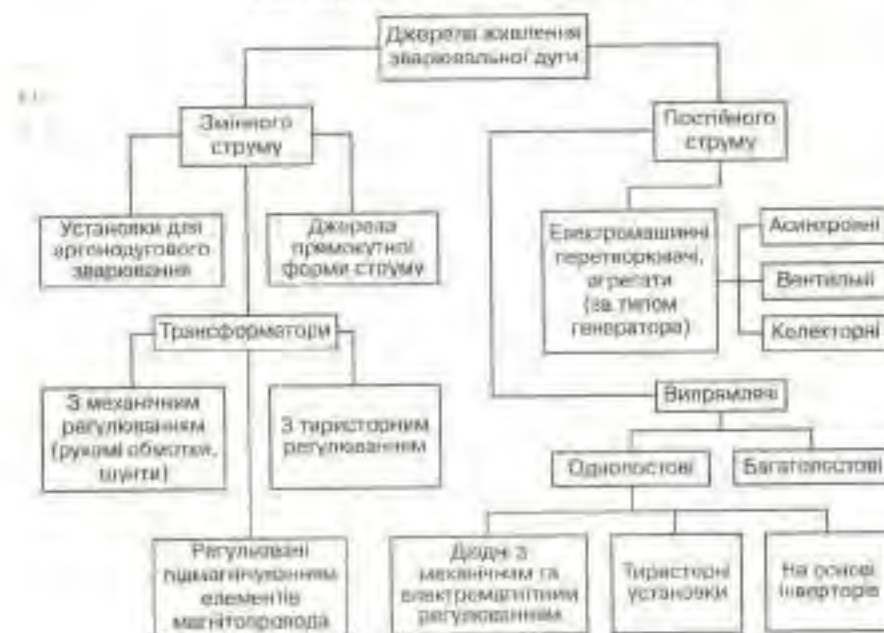 Джерела живлення
зварювальної дуги
Змінного
струму
Постійного
струму
Установки для
аргонодугового
зварювання
Джерела
прямокутної
форми струму
Електромашинні
перетворювачі,
агрегати
(за типом
генератора)
Асинхронні
Вентильні
Колекторні
Трансформатори
З механічним
регулюванням
(рухомі обмотки,
шунти)
З тиристорним
регулюванням
Випрямлячі
Однопостові
Багатопостові
Регульовані
підмагнічуванням
елементів
магнітопровода
Діодні з
механічним та
електромагнітним
регулюванням
Тиристорні
установки
На основі
інверторів